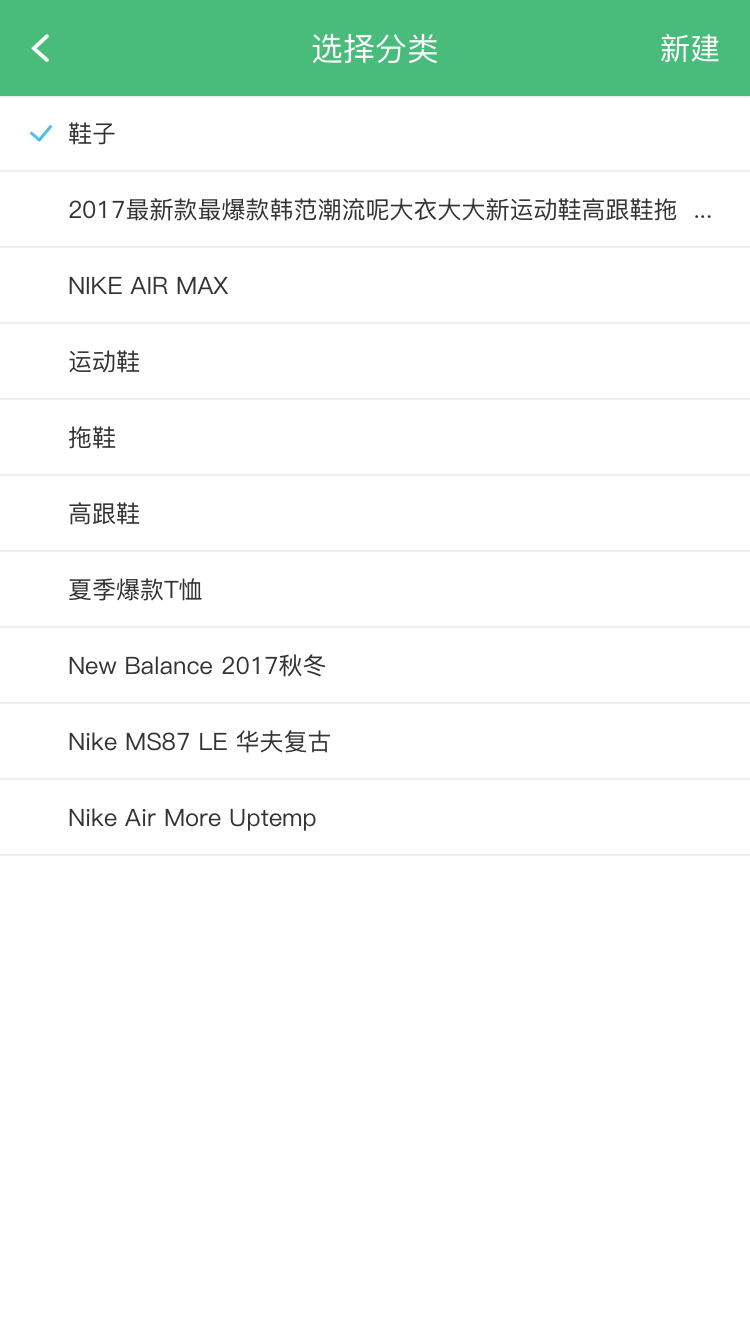 选择分类
新建
鞋子
2017最新款最爆款韩范潮流呢大衣大大新运动鞋高跟鞋拖 ...
NIKE AIR MAX
运动鞋
拖鞋
高跟鞋
夏季爆款T恤
New Balance 2017秋冬
Nike MS87 LE 华夫复古
Nike Air More Uptemp